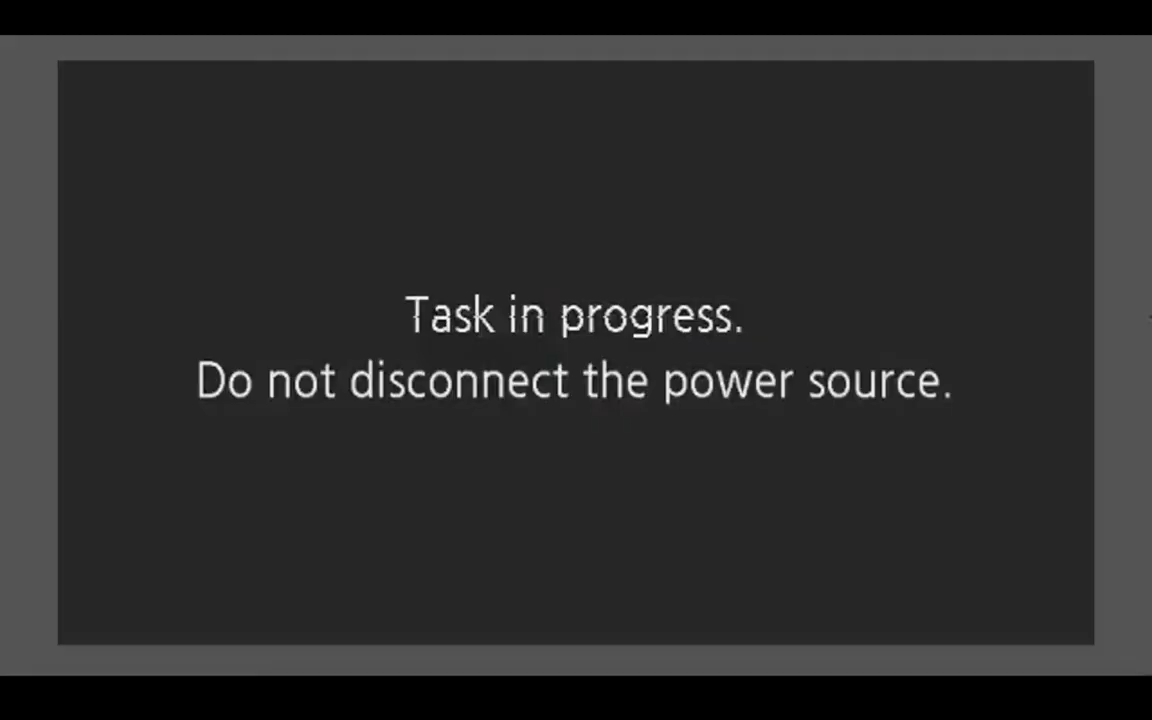 Task in progress.
Do not disconnect the power source.